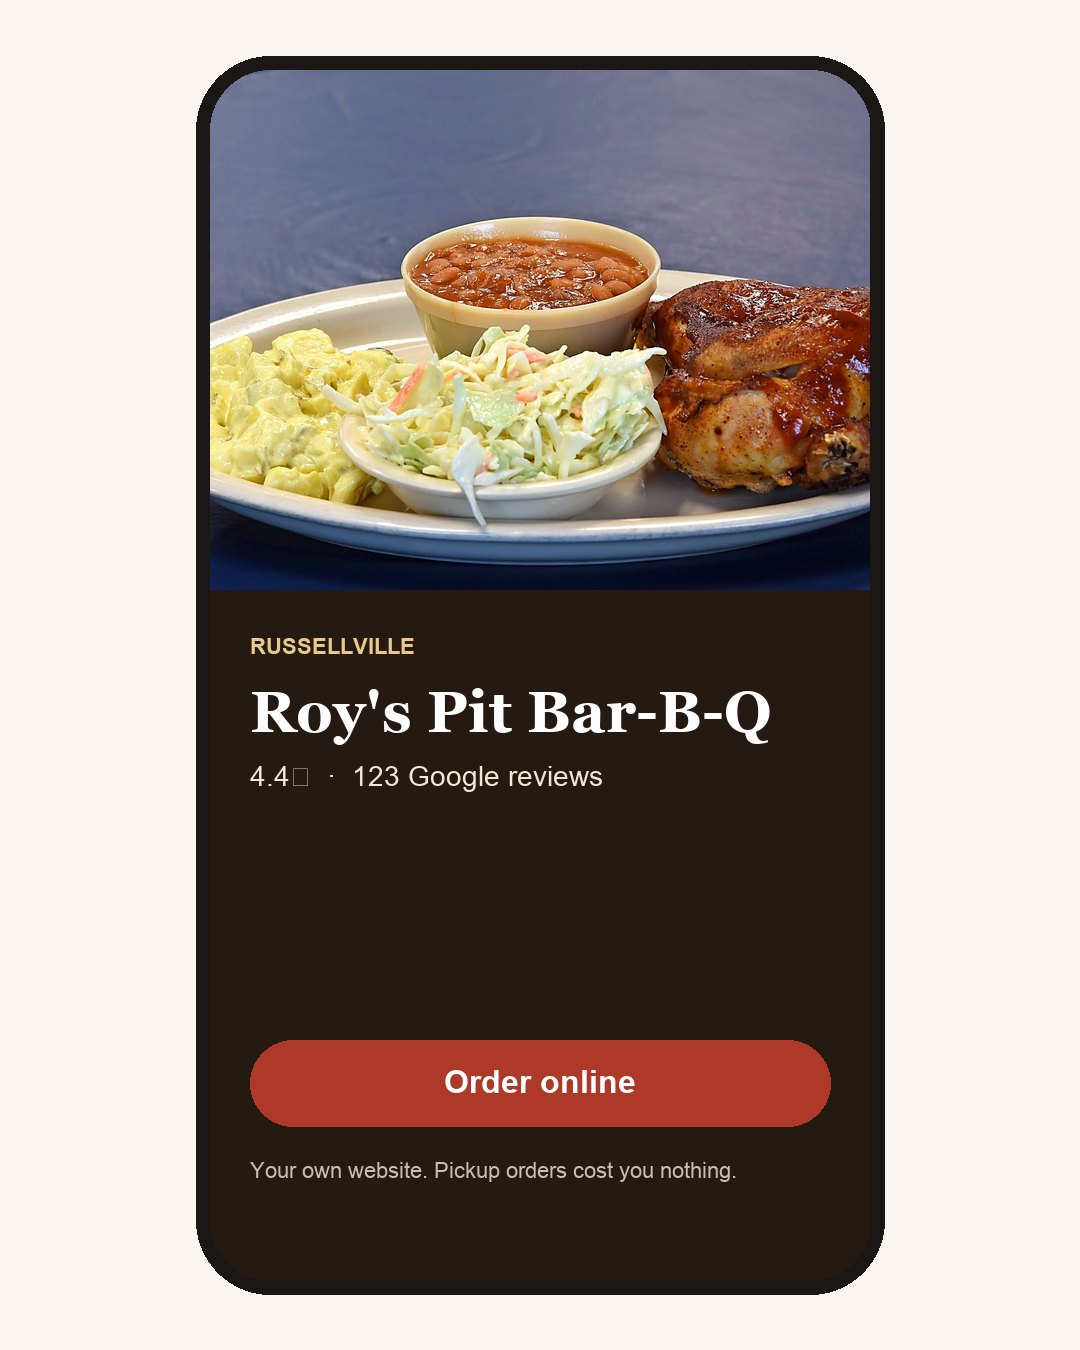 RUSSELLVILLE
Roy's Pit Bar-B-Q
4.4□ · 123 Google reviews
Order online
Your own website. Pickup orders cost you nothing.